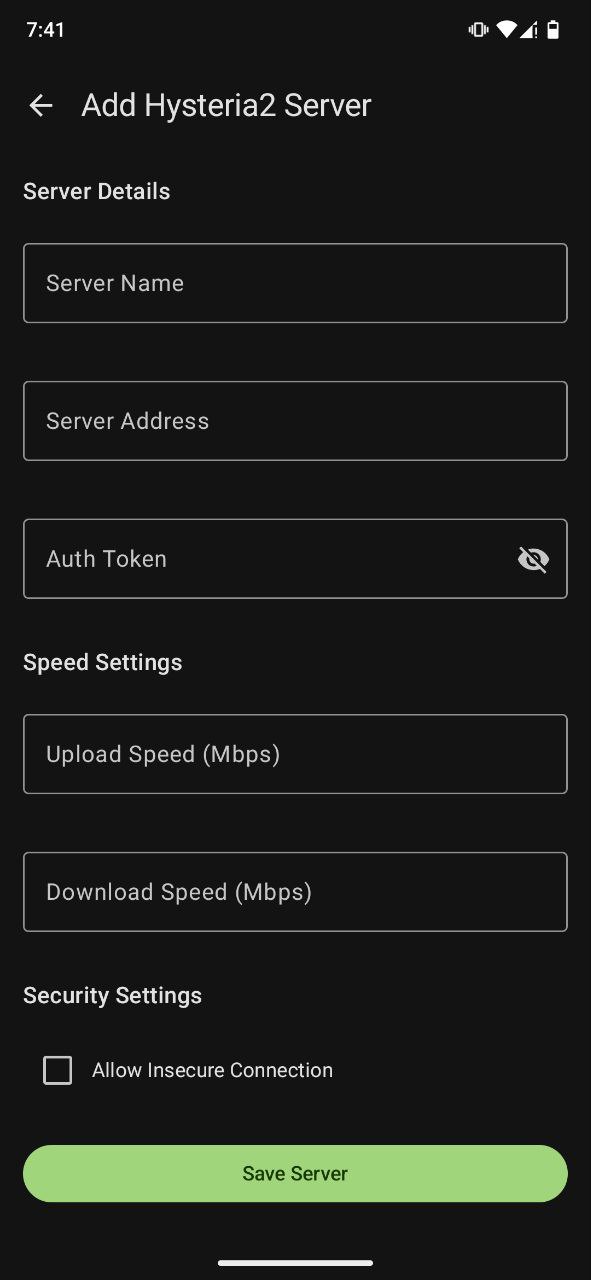 7:41
Add Hysteria2 Server
Server Details
Server Name
Server Address
Auth Token
Speed Settings
Upload Speed (Mbps)
Download Speed (Mbps)
Security Settings
Allow Insecure Connection
Save Server